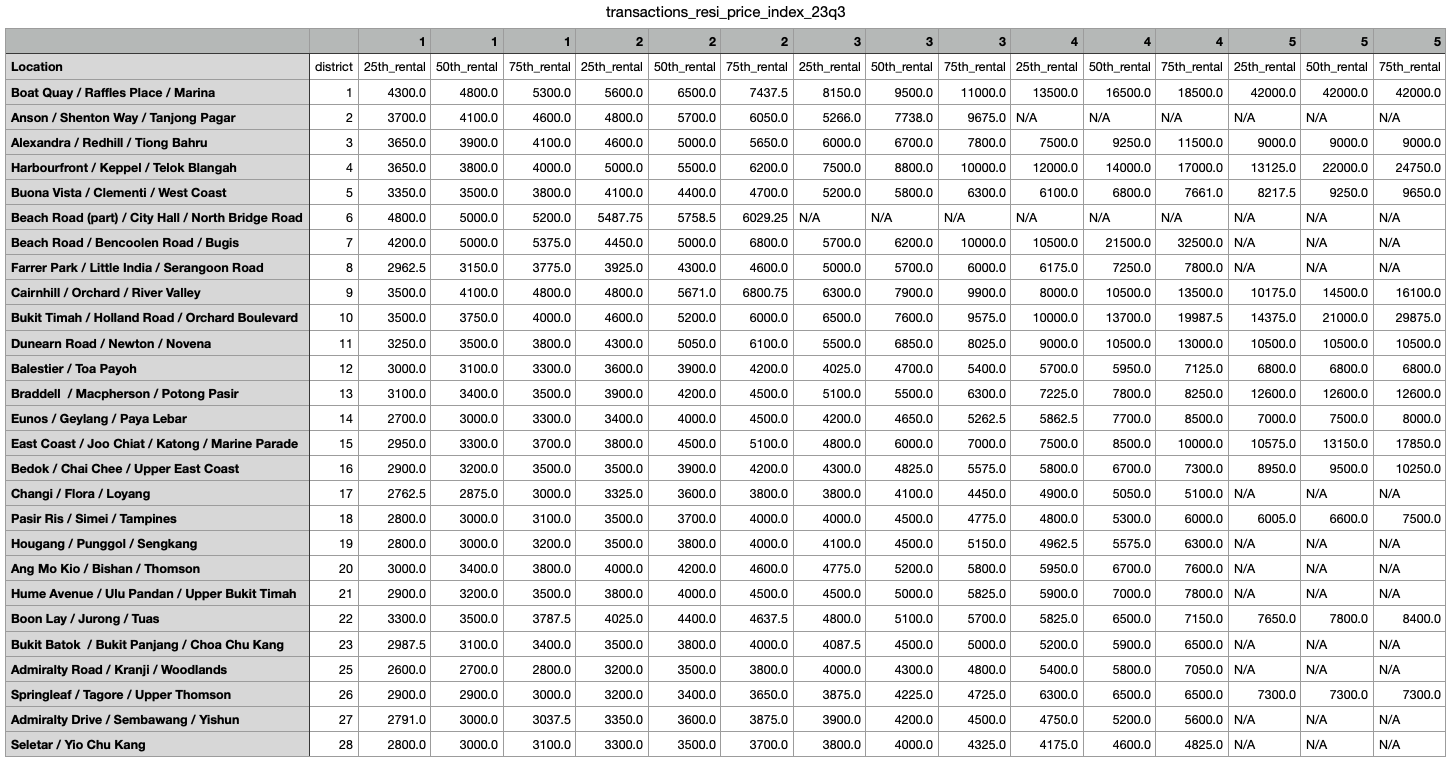 transactions_resi_price_index_23q3
1 1 1 2 2 2 3 3 3 4 4 4 5 5 5
Location district 25th_rental 50th_rental 75th_rental 25th_rental 50th_rental 75th_rental 25th_rental 50th_rental 75th_rental 25th_rental 50th_rental 75th_rental 25th_rental 50th_rental 75th_rental
Boat Quay / Raffles Place / Marina 1 4300.0 4800.0 5300.0 5600.0 6500.0 7437.5 8150.0 9500.0 11000.0 13500.0 16500.0 18500.0 42000.0 42000.0 42000.0
Anson / Shenton Way / Tanjong Pagar 2 3700.0 4100.0 4600.0 4800.0 5700.0 6050.0 5266.0 7738.0 9675.0 N/A N/A N/A N/A N/A N/A
Alexandra / Redhill / Tiong Bahru 3 3650.0 3900.0 4100.0 4600.0 5000.0 5650.0 6000.0 6700.0 7800.0 7500.0 9250.0 11500.0 9000.0 9000.0 9000.0
Harbourfront / Keppel / Telok Blangah 4 3650.0 3800.0 4000.0 5000.0 5500.0 6200.0 7500.0 8800.0 10000.0 12000.0 14000.0 17000.0 13125.0 22000.0 24750.0
Buona Vista / Clementi / West Coast 5 3350.0 3500.0 3800.0 4100.0 4400.0 4700.0 5200.0 5800.0 6300.0 6100.0 6800.0 7661.0 8217.5 9250.0 9650.0
Beach Road (part) / City Hall / North Bridge Road 6 4800.0 5000.0 5200.0 5487.75 5758.5 6029.25 N/A N/A N/A N/A N/A N/A N/A N/A N/A
Beach Road / Bencoolen Road / Bugis 7 4200.0 5000.0 5375.0 4450.0 5000.0 6800.0 5700.0 6200.0 10000.0 10500.0 21500.0 32500.0 N/A N/A N/A
Farrer Park / Little India / Serangoon Road 8 2962.5 3150.0 3775.0 3925.0 4300.0 4600.0 5000.0 5700.0 6000.0 6175.0 7250.0 7800.0 N/A N/A N/A
Cairnhill / Orchard / River Valley 9 3500.0 4100.0 4800.0 4800.0 5671.0 6800.75 6300.0 7900.0 9900.0 8000.0 10500.0 13500.0 10175.0 14500.0 16100.0
Bukit Timah / Holland Road / Orchard Boulevard 10 3500.0 3750.0 4000.0 4600.0 5200.0 6000.0 6500.0 7600.0 9575.0 10000.0 13700.0 19987.5 14375.0 21000.0 29875.0
Dunearn Road / Newton / Novena 11 3250.0 3500.0 3800.0 4300.0 5050.0 6100.0 5500.0 6850.0 8025.0 9000.0 10500.0 13000.0 10500.0 10500.0 10500.0
Balestier / Toa Payoh 12 3000.0 3100.0 3300.0 3600.0 3900.0 4200.0 4025.0 4700.0 5400.0 5700.0 5950.0 7125.0 6800.0 6800.0 6800.0
Braddell  / Macpherson / Potong Pasir 13 3100.0 3400.0 3500.0 3900.0 4200.0 4500.0 5100.0 5500.0 6300.0 7225.0 7800.0 8250.0 12600.0 12600.0 12600.0
Eunos / Geylang / Paya Lebar 14 2700.0 3000.0 3300.0 3400.0 4000.0 4500.0 4200.0 4650.0 5262.5 5862.5 7700.0 8500.0 7000.0 7500.0 8000.0
East Coast / Joo Chiat / Katong / Marine Parade 15 2950.0 3300.0 3700.0 3800.0 4500.0 5100.0 4800.0 6000.0 7000.0 7500.0 8500.0 10000.0 10575.0 13150.0 17850.0
Bedok / Chai Chee / Upper East Coast 16 2900.0 3200.0 3500.0 3500.0 3900.0 4200.0 4300.0 4825.0 5575.0 5800.0 6700.0 7300.0 8950.0 9500.0 10250.0
Changi / Flora / Loyang 17 2762.5 2875.0 3000.0 3325.0 3600.0 3800.0 3800.0 4100.0 4450.0 4900.0 5050.0 5100.0 N/A N/A N/A
Pasir Ris / Simei / Tampines 18 2800.0 3000.0 3100.0 3500.0 3700.0 4000.0 4000.0 4500.0 4775.0 4800.0 5300.0 6000.0 6005.0 6600.0 7500.0
Hougang / Punggol / Sengkang 19 2800.0 3000.0 3200.0 3500.0 3800.0 4000.0 4100.0 4500.0 5150.0 4962.5 5575.0 6300.0 N/A N/A N/A
Ang Mo Kio / Bishan / Thomson 20 3000.0 3400.0 3800.0 4000.0 4200.0 4600.0 4775.0 5200.0 5800.0 5950.0 6700.0 7600.0 N/A N/A N/A
Hume Avenue / Ulu Pandan / Upper Bukit Timah 21 2900.0 3200.0 3500.0 3800.0 4000.0 4500.0 4500.0 5000.0 5825.0 5900.0 7000.0 7800.0 N/A N/A N/A
Boon Lay / Jurong / Tuas 22 3300.0 3500.0 3787.5 4025.0 4400.0 4637.5 4800.0 5100.0 5700.0 5825.0 6500.0 7150.0 7650.0 7800.0 8400.0
Bukit Batok  / Bukit Panjang / Choa Chu Kang 23 2987.5 3100.0 3400.0 3500.0 3800.0 4000.0 4087.5 4500.0 5000.0 5200.0 5900.0 6500.0 N/A N/A N/A
Admiralty Road / Kranji / Woodlands 25 2600.0 2700.0 2800.0 3200.0 3500.0 3800.0 4000.0 4300.0 4800.0 5400.0 5800.0 7050.0 N/A N/A N/A
Springleaf / Tagore / Upper Thomson 26 2900.0 2900.0 3000.0 3200.0 3400.0 3650.0 3875.0 4225.0 4725.0 6300.0 6500.0 6500.0 7300.0 7300.0 7300.0
Admiralty Drive / Sembawang / Yishun 27 2791.0 3000.0 3037.5 3350.0 3600.0 3875.0 3900.0 4200.0 4500.0 4750.0 5200.0 5600.0 N/A N/A N/A
Seletar / Yio Chu Kang 28 2800.0 3000.0 3100.0 3300.0 3500.0 3700.0 3800.0 4000.0 4325.0 4175.0 4600.0 4825.0 N/A N/A N/A